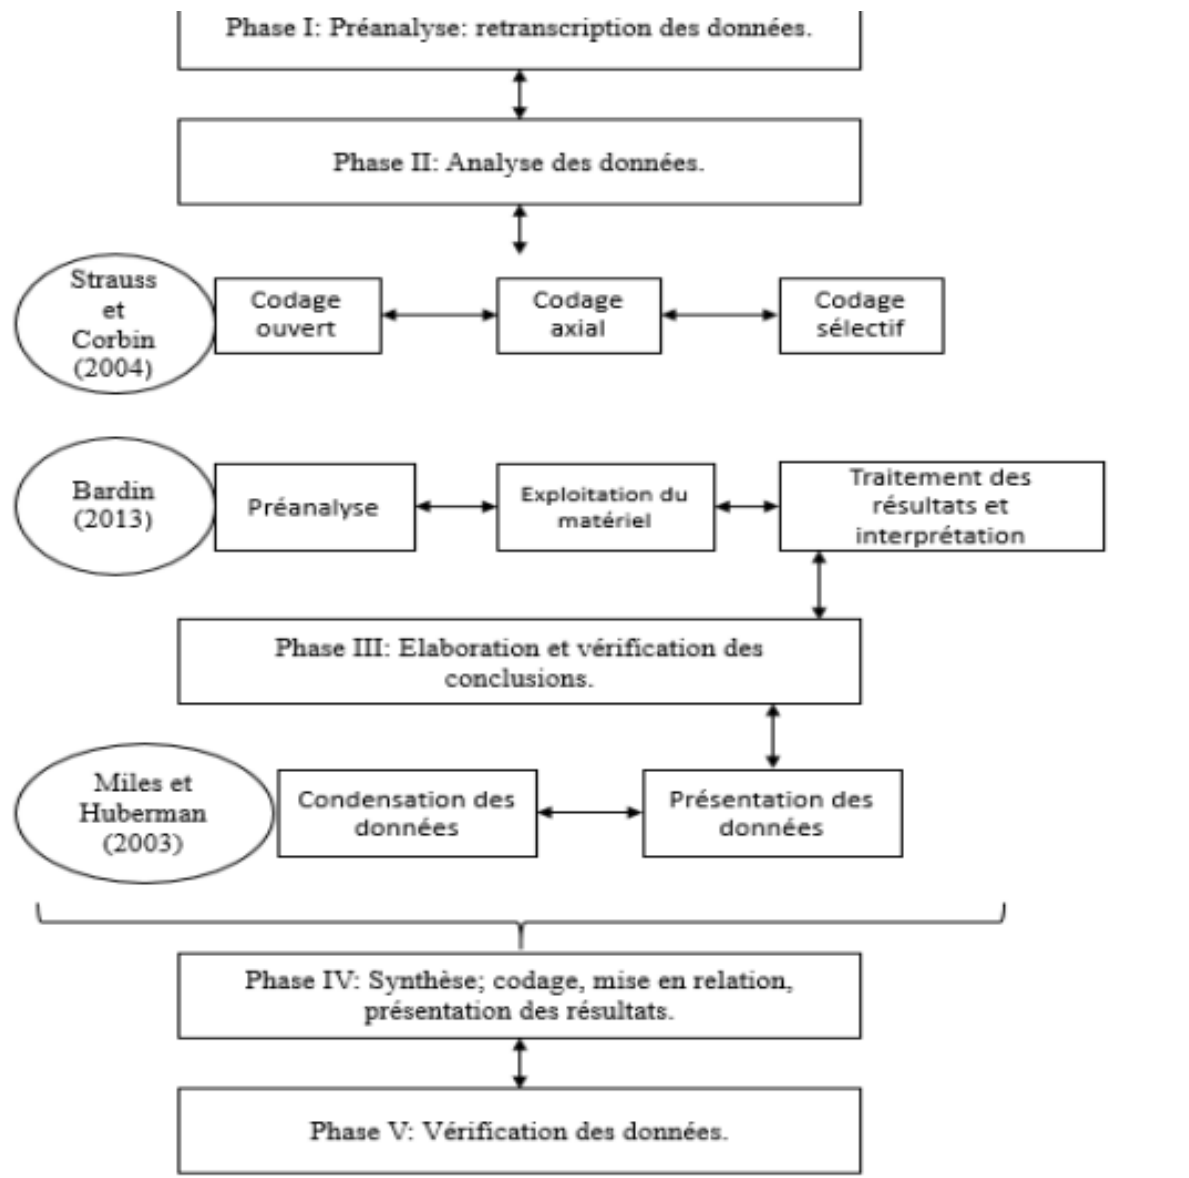 Phase I: Préanalyse: retranscription des données.
Phase II: Analyse des données.
Strauss
et
Corbin
(2004)
Codage
ouvert
Codage
axial
Codage
sélectif
Bardin
(2013)
Préanalyse
Exploitation du
matériel
Traitement des
résultats et
interprétation
Phase III: Elaboration et vérification des
conclusions.
Miles et
Huberman
(2003)
Condensation des
données
Présentation des
données
Phase IV: Synthèse; codage, mise en relation,
présentation des résultats.
Phase V: Vérification des données.